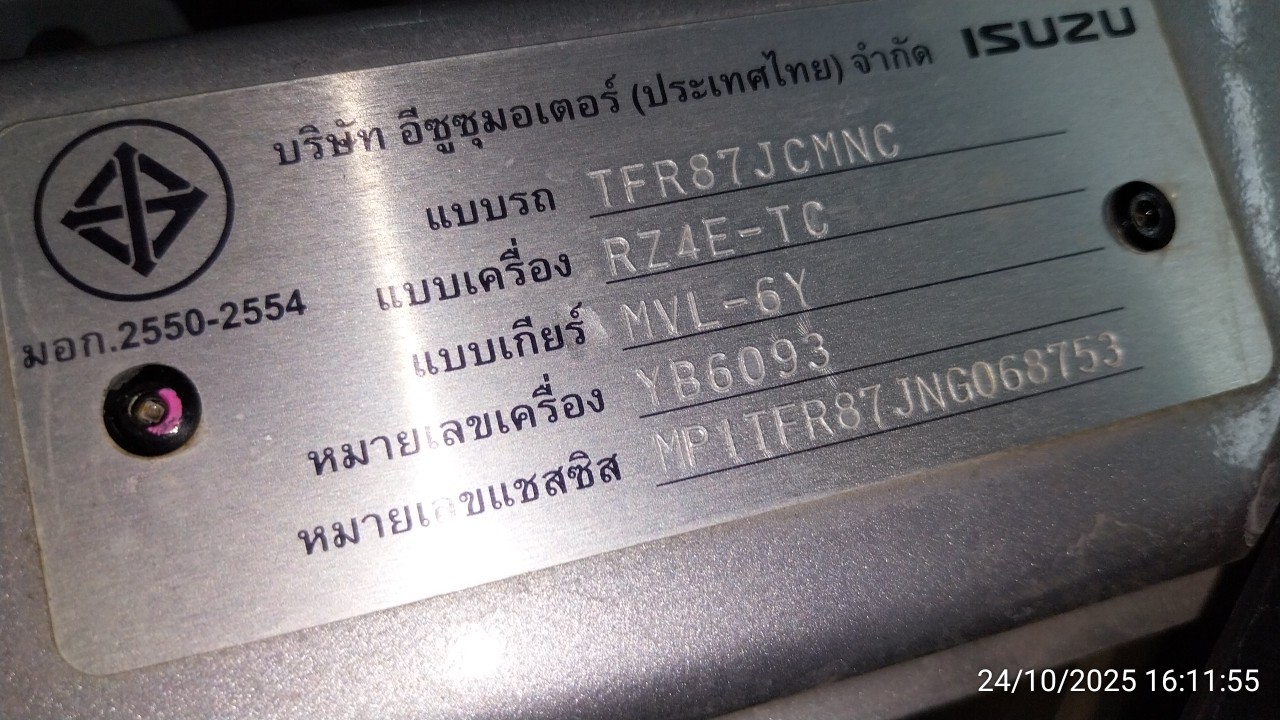 ISUZU
บริษัท อีซูซุมอเตอร์ (ประเทศไทย) จำกัด
แบบรถ TFR87JCMNC
แบบเครื่อง RZ4E-TC
แบบเกียร์ MVL-6Y
หมายเลขเครื่อง YB6093
หมายเลขแชสซิส MP1TFR87JNG068753
มอก.2550-2554
24/10/2025 16:11:55